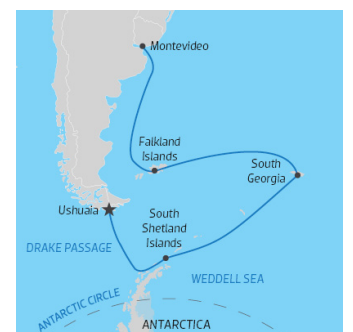 Montevideo
Falkland
Islands
South
Georgia
Ushuaia
South
Shetland
Islands
DRAKE PASSAGE
WEDDELL SEA
ANTARCTIC CIRCLE
ANTARCTICA